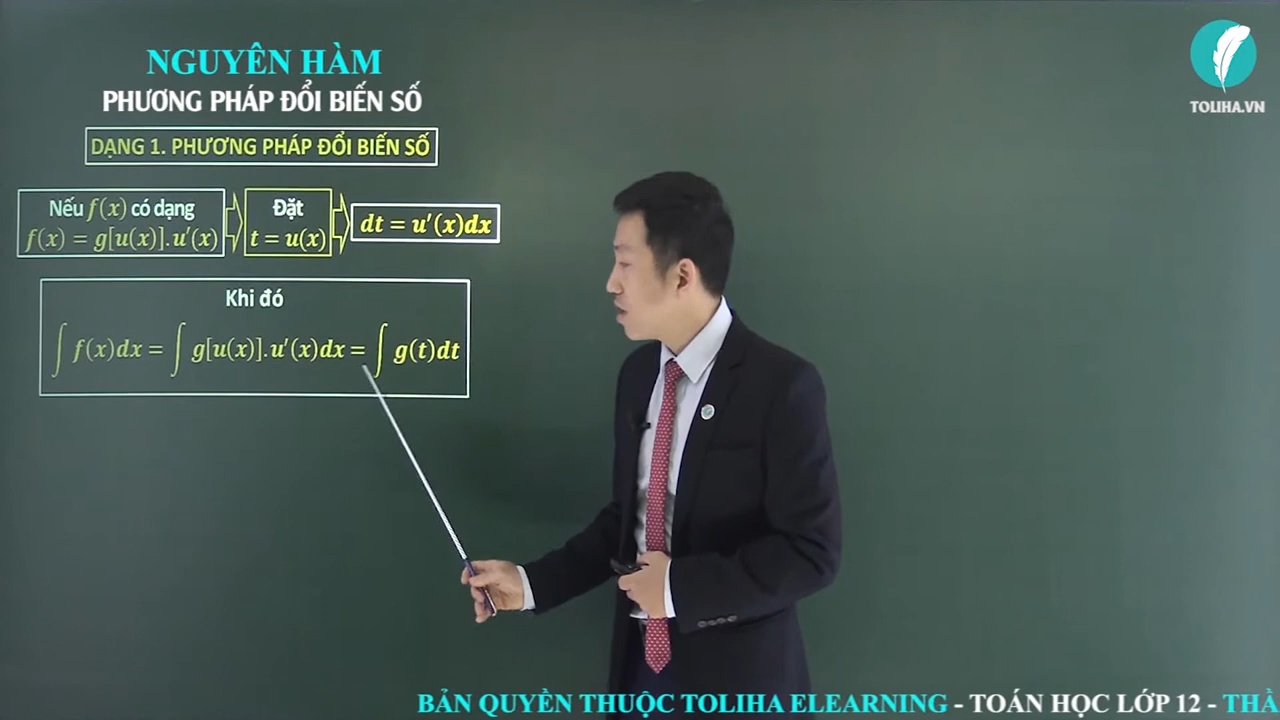 NGUYÊN HÀM
PHƯƠNG PHÁP ĐỔI BIẾN SỐ
DẠNG 1. PHƯƠNG PHÁP ĐỔI BIẾN SỐ
Nếu f(x) có dạng
f(x) = g[u(x)].u′(x)
Đặt
t = u(x)
dt = u′(x)dx
Khi đó
∫ f(x)dx = ∫ g[u(x)].u′(x)dx = ∫ g(t)dt
TOLIHA.VN
BẢN QUYỀN THUỘC TOLIHA ELEARNING - TOÁN HỌC LỚP 12 - THẦ